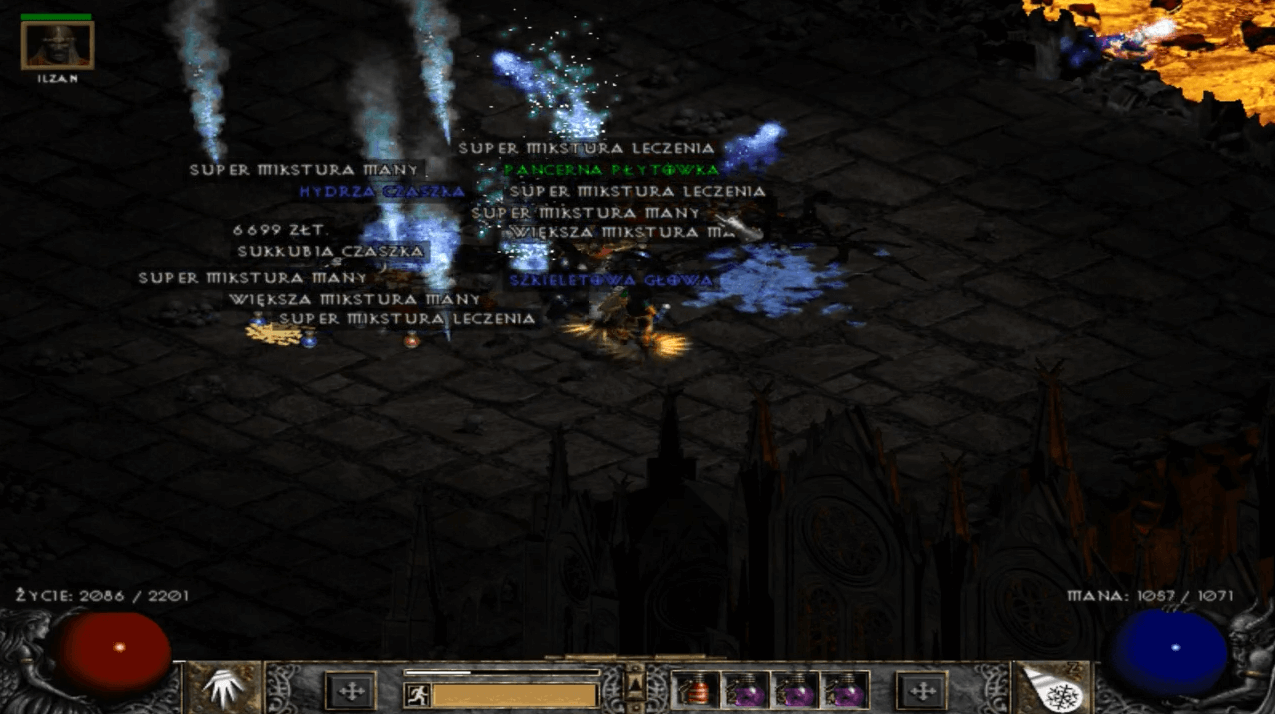 ILZAN
SUPER MIKSTURA LECZENIA
SUPER MIKSTURA MANY
PANCERNA PŁYTÓWKA
HYDRZA CZASZKA
SUPER MIKSTURA LECZENIA
SUPER MIKSTURA MANY
6699 ZŁT.
WIĘKSZA MIKSTURA
SUKKUBIA CZASZKA
SUPER MIKSTURA MANY
SZKIELETOWA GŁOWA
WIĘKSZA MIKSTURA MANY
SUPER MIKSTURA LECZENIA
ŻYCIE: 2086 / 2201
MANA: 1057 / 1071